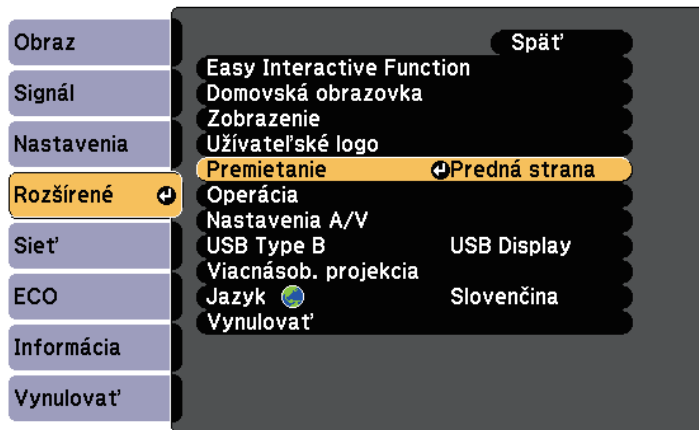 Obraz
Signál
Nastavenia
Rozšírené
Sieť
ECO
Informácia
Vynulovať
Späť
Easy Interactive Function
Domovská obrazovka
Zobrazenie
Užívateľské logo
Premietanie Predná strana
Operácia
Nastavenia A/V
USB Type B USB Display
Viacnásob. projekcia
Jazyk Slovenčina
Vynulovať